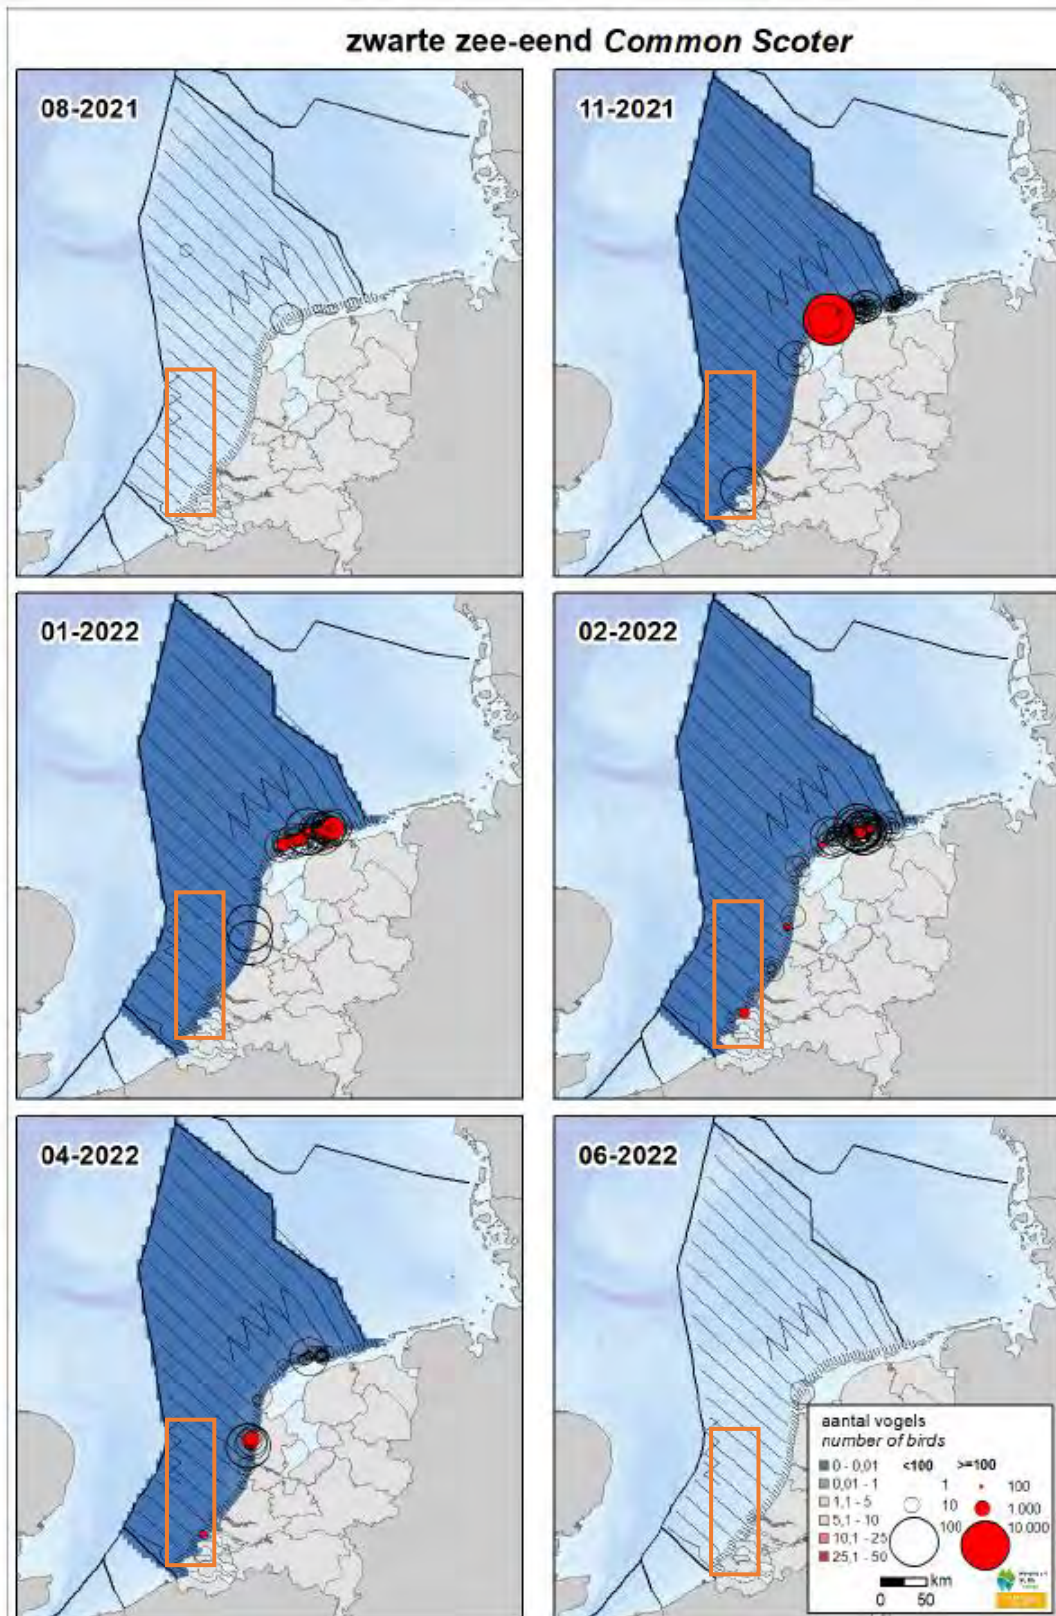 zwarte zee-eend Common Scoter
08-2021
11-2021
01-2022
02-2022
04-2022
06-2022
aantal vogels
number of birds
0 - 0,01 <100 >=100
0,01 - 1 1 100
1,1 - 5 10 1.000
5,1 - 10
10,1 - 25 100 10.000
25,1 - 50
km
0 50